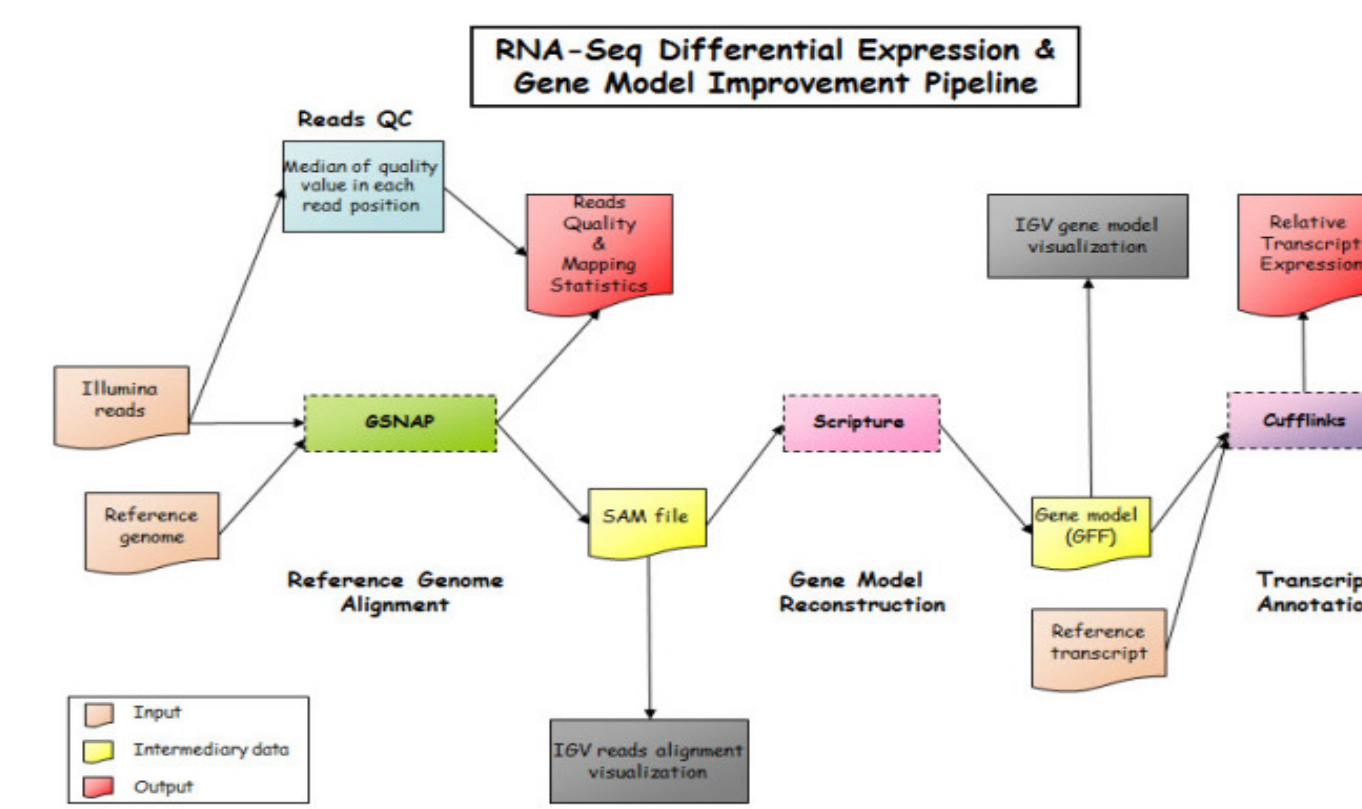 RNA-Seq Differential Expression &
Gene Model Improvement Pipeline
Reads QC
Median of quality
value in each
read position
Reads
Quality
&
Mapping
Statistics
IGV gene model
visualization
Relative
Transcript
Expression
Illumina
reads
GSNAP
Scripture
Cufflinks
Reference
genome
SAM file
Gene model
(GFF)
Reference Genome
Alignment
Gene Model
Reconstruction
Transcrip
Annotatio
Reference
transcript
Input
Intermediary data
Output
IGV reads alignment
visualization